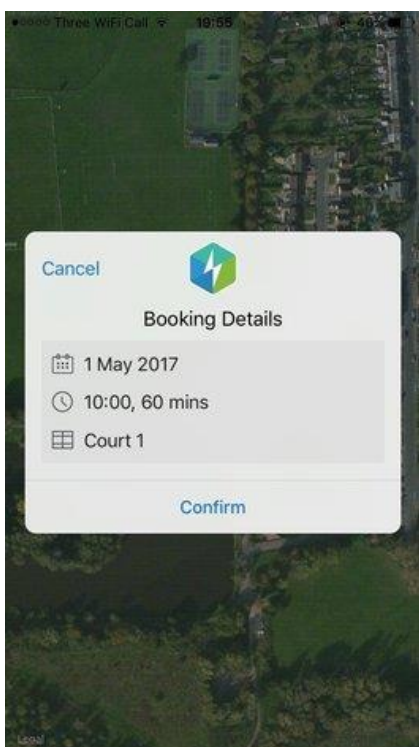 Three WiFi Call 19:55 46%
Cancel
Booking Details
1 May 2017
10:00, 60 mins
Court 1
Confirm
Legal